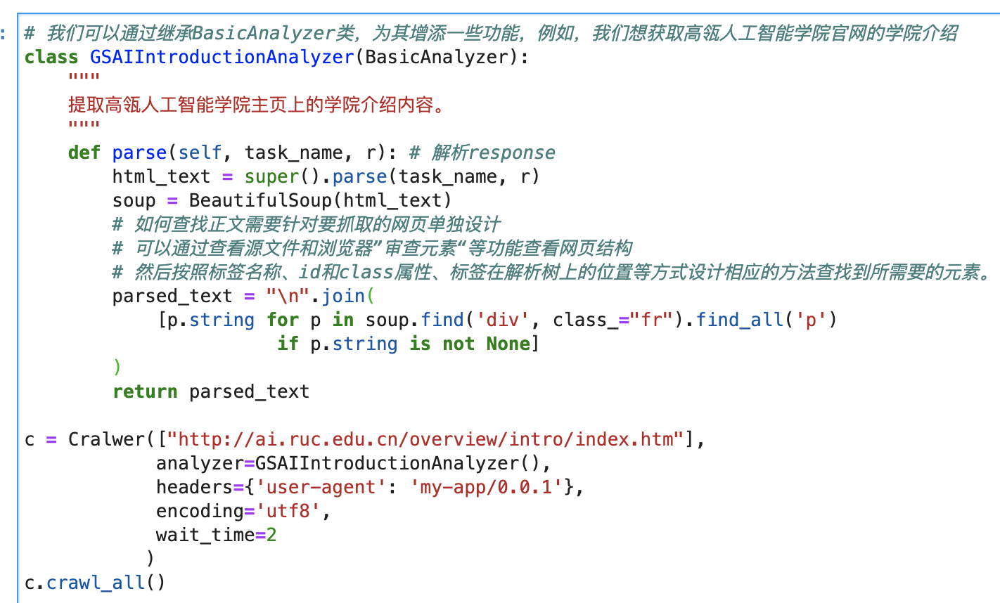 :
# 我们可以通过继承BasicAnalyzer类，为其增添一些功能，例如，我们想获取高瓴人工智能学院官网的学院介绍
class GSAIIntroductionAnalyzer(BasicAnalyzer):
    """
    提取高瓴人工智能学院主页上的学院介绍内容。
    """
    def parse(self, task_name, r): # 解析response
        html_text = super().parse(task_name, r)
        soup = BeautifulSoup(html_text)
        # 如何查找正文需要针对要抓取的网页单独设计
        # 可以通过查看源文件和浏览器”审查元素“等功能查看网页结构
        # 然后按照标签名称、id和class属性、标签在解析树上的位置等方式设计相应的方法查找到所需要的元素。
        parsed_text = "\n".join(
            [p.string for p in soup.find('div', class_="fr").find_all('p')
                       if p.string is not None]
        )
        return parsed_text

c = Cralwer(["http://ai.ruc.edu.cn/overview/intro/index.htm"],
            analyzer=GSAIIntroductionAnalyzer(),
            headers={'user-agent': 'my-app/0.0.1'},
            encoding='utf8',
            wait_time=2
           )
c.crawl_all()